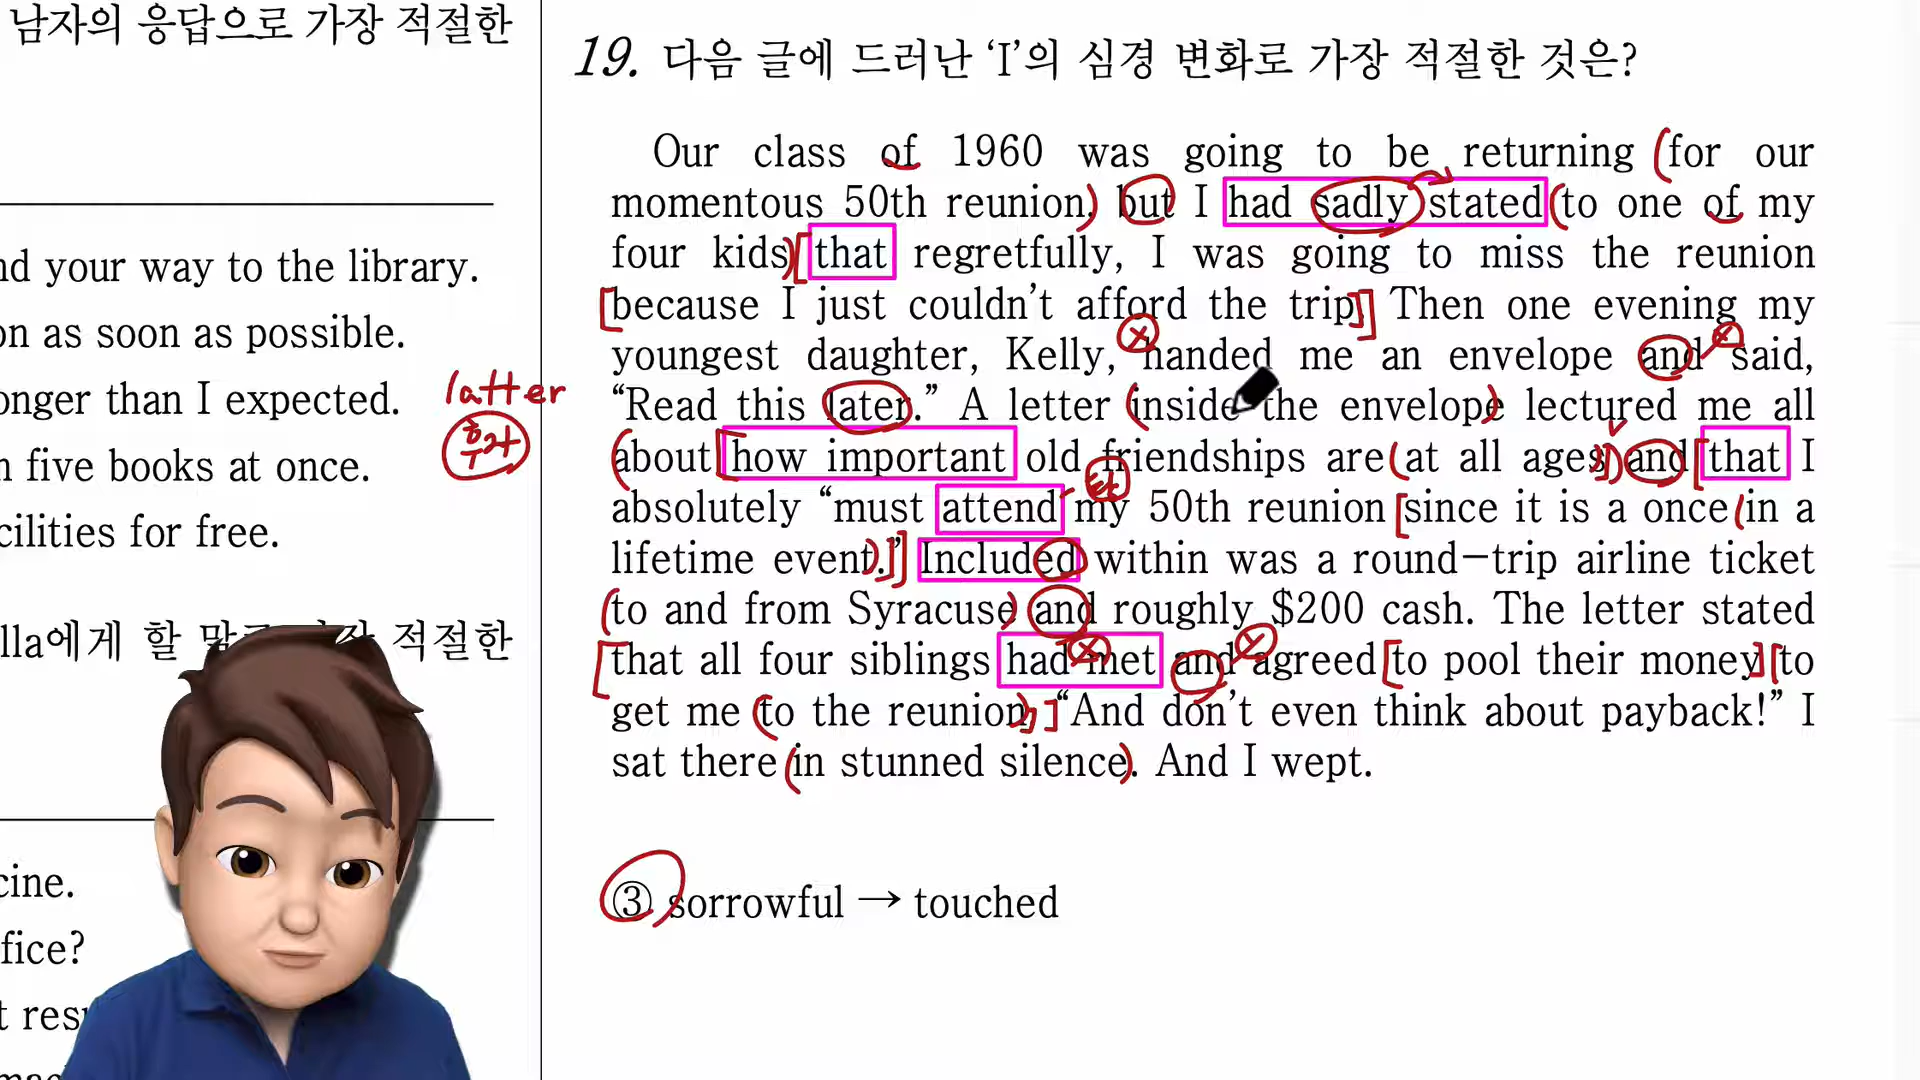 남자의 응답으로 가장 적절한
nd your way to the library.
on as soon as possible.
onger than I expected.
n five books at once.
cilities for free.
lla에게 할 적절한
cine.
fice?
t res
latter
후자
19. 다음 글에 드러난 ‘I’의 심경 변화로 가장 적절한 것은?
Our class of 1960 was going to be returning (for our
momentous 50th reunion,) but I had sadly stated (to one of my
four kids) [that regretfully, I was going to miss the reunion
[because I just couldn’t afford the trip.]] Then one evening my
youngest daughter, Kelly, handed me an envelope and said,
“Read this later.” A letter (inside the envelope) lectured me all
(about [how important old friendships are (at all ages)]) and [that I
absolutely “must attend my 50th reunion [since it is a once (in a
lifetime event).”]] Included within was a round-trip airline ticket
(to and from Syracuse) and roughly $200 cash. The letter stated
[that all four siblings had met and agreed [to pool their money] [to
get me (to the reunion),]] “And don’t even think about payback!” I
sat there (in stunned silence). And I wept.
③ sorrowful → touched